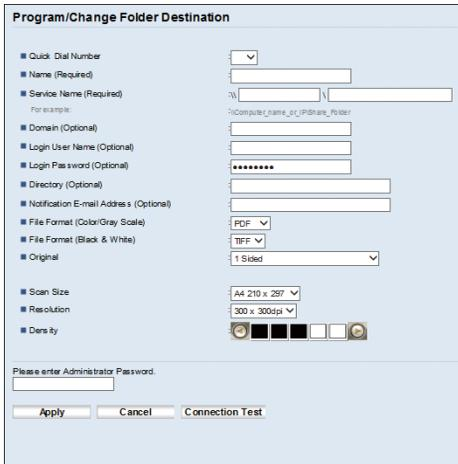 Program/Change Folder Destination
Quick Dial Number :
Name (Required) :
Service Name (Required) :\\ \
For example: :\\Computer_name_or_IP\Share_Folder
Domain (Optional) :
Login User Name (Optional) :
Login Password (Optional) : ••••••••
Directory (Optional) :
Notification E-mail Address (Optional) :
File Format (Color/Gray Scale) : PDF
File Format (Black & White) : TIFF
Original : 1 Sided
Scan Size : A4 210 x 297
Resolution : 300 x 300dpi
Density :
Please enter Administrator Password.
Apply Cancel Connection Test